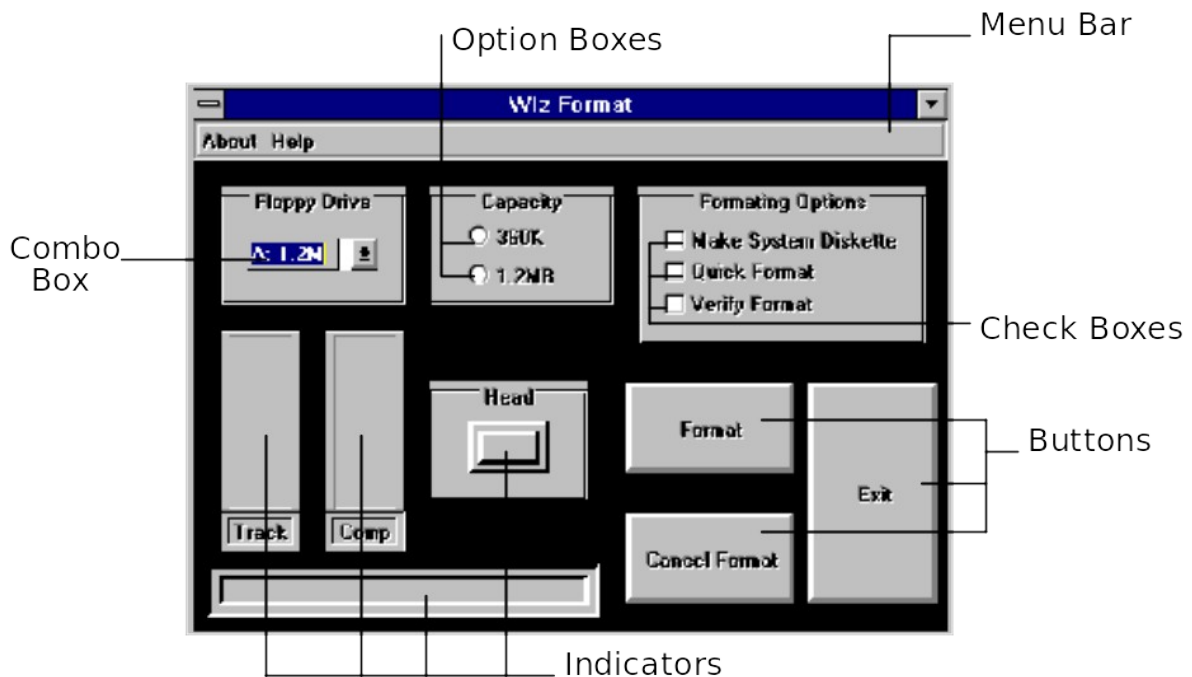 Option Boxes
Menu Bar
Wiz Format
About Help
Floppy Drive
Capacity
Formating Options
A: 1.2M
360K
1.2MB
Make System Diskette
Quick Format
Verify Format
Combo
Box
Check Boxes
Head
Format
Buttons
Exit
Track
Comp
Cancel Format
Indicators